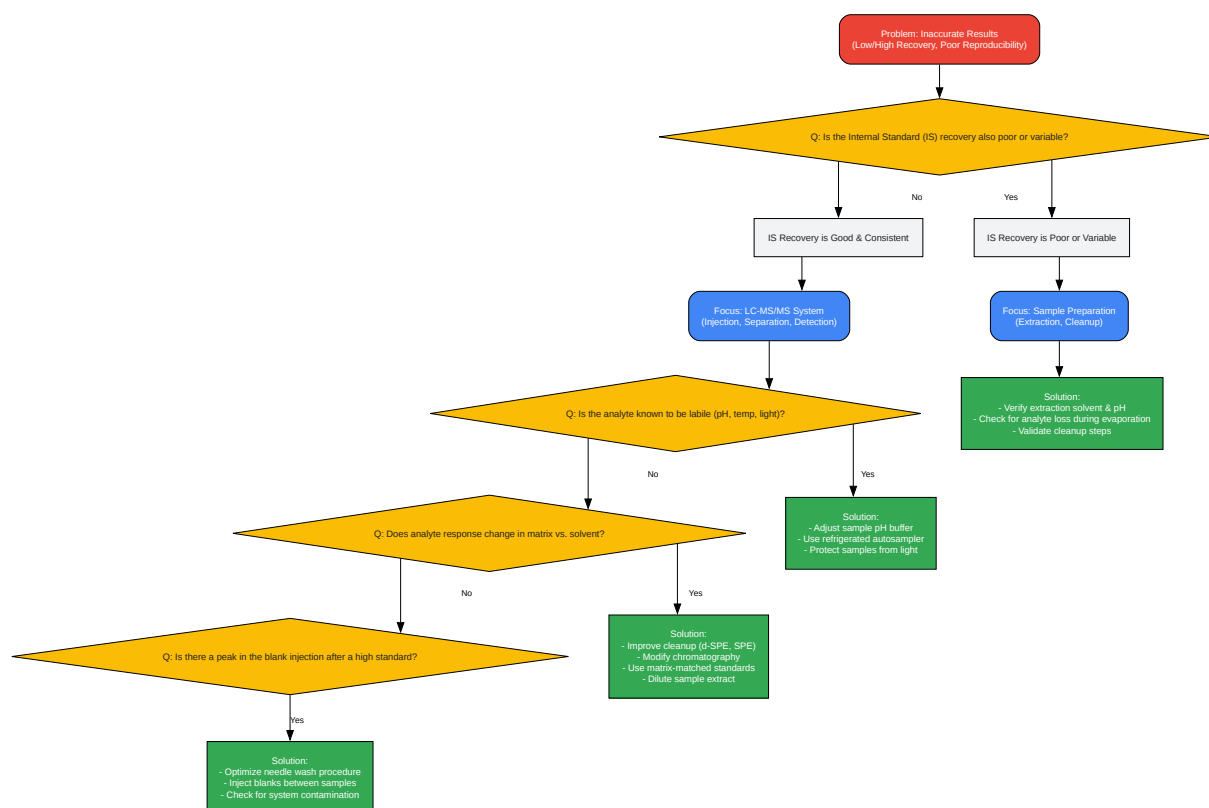 Problem: Inaccurate Results
(Low/High Recovery, Poor Reproducibility)
Q: Is the Internal Standard (IS) recovery also poor or variable?
No
Yes
IS Recovery is Good & Consistent
IS Recovery is Poor or Variable
Focus: LC-MS/MS System
(Injection, Separation, Detection)
Focus: Sample Preparation
(Extraction, Cleanup)
Q: Is the analyte known to be labile (pH, temp, light)?
Solution:
- Verify extraction solvent & pH
- Check for analyte loss during evaporation
- Validate cleanup steps
No
Yes
Q: Does analyte response change in matrix vs. solvent?
Solution:
- Adjust sample pH buffer
- Use refrigerated autosampler
- Protect samples from light
No
Yes
Q: Is there a peak in the blank injection after a high standard?
Solution:
- Improve cleanup (d-SPE, SPE)
- Modify chromatography
- Use matrix-matched standards
- Dilute sample extract
Yes
Solution:
- Optimize needle wash procedure
- Inject blanks between samples
- Check for system contamination